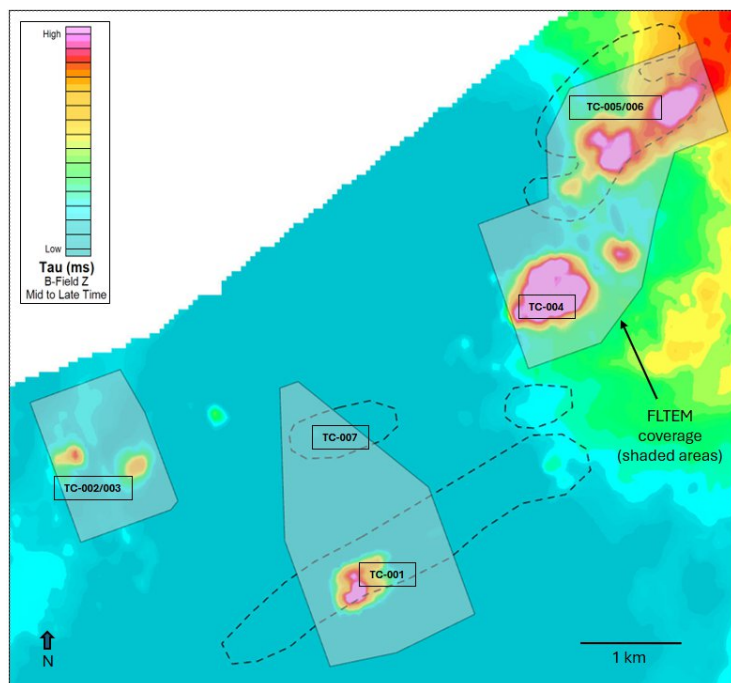 High
Low
Tau (ms)
B-Field Z
Mid to Late Time
TC-005/006
TC-004
FLTEM
coverage
(shaded areas)
TC-007
TC-002/003
TC-001
N
1 km